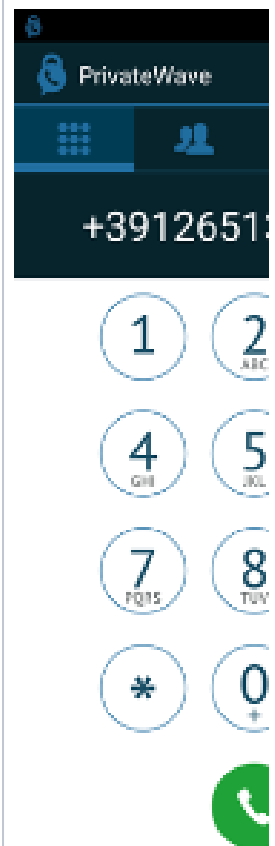 PrivateWave
+3912651
1 2
ABC
4 5
GHI JKL
7 8
PQRS TUV
* 0
+